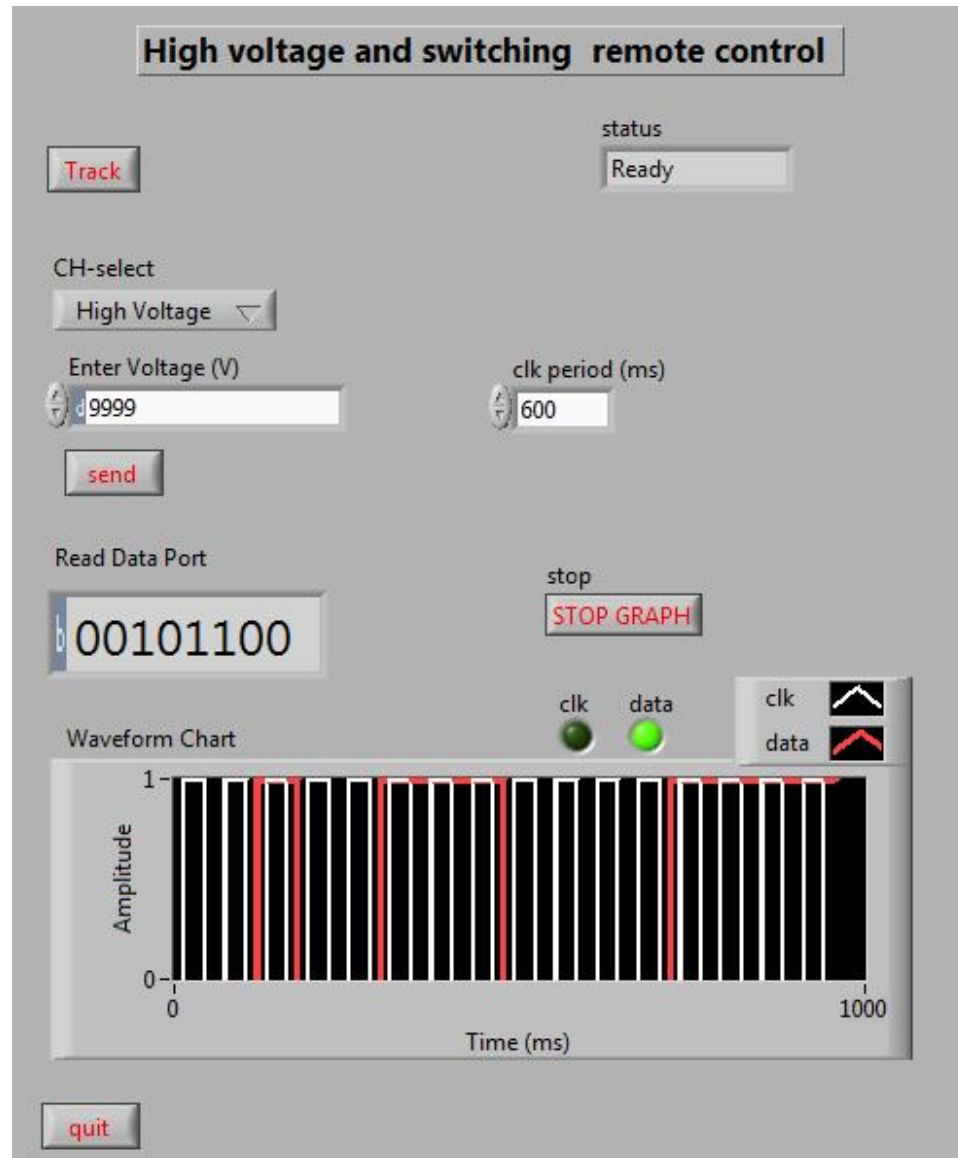 High voltage and switching remote control
status
Track
Ready
CH-select
High Voltage
Enter Voltage (V)
clk period (ms)
d 9999
600
send
Read Data Port
stop
STOP GRAPH
b 00101100
clk data
clk
data
Waveform Chart
1
Amplitude
0
0
1000
Time (ms)
quit